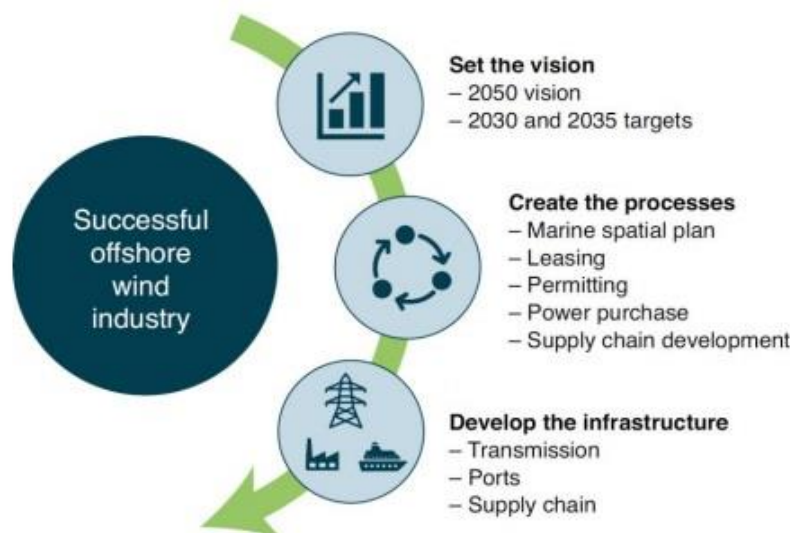 Successful
offshore
wind
industry
Set the vision
– 2050 vision
– 2030 and 2035 targets
Create the processes
– Marine spatial plan
– Leasing
– Permitting
– Power purchase
– Supply chain development
Develop the infrastructure
– Transmission
– Ports
– Supply chain